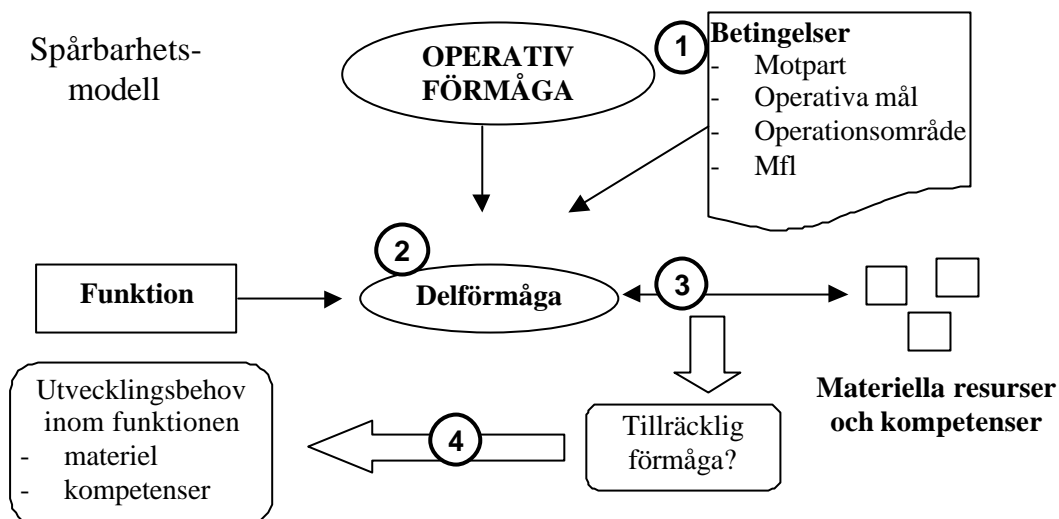 Spårbarhets-
modell
OPERATIV
FÖRMÅGA
1
Betingelser
- Motpart
- Operativa mål
- Operationsområde
- Mfl
2
Funktion
Delförmåga
3
Materiella resurser
och kompetenser
Tillräcklig
förmåga?
4
Utvecklingsbehov
inom funktionen
- materiel
- kompetenser